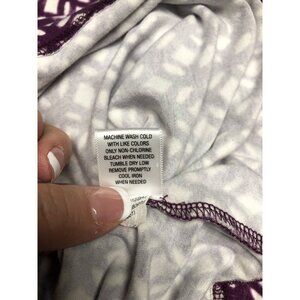 MACHINE WASH COLD
WITH LIKE COLORS
ONLY NON-CHLORINE
BLEACH WHEN NEEDED
TUMBLE DRY LOW
REMOVE PROMPTLY
COOL IRON
WHEN NEEDED